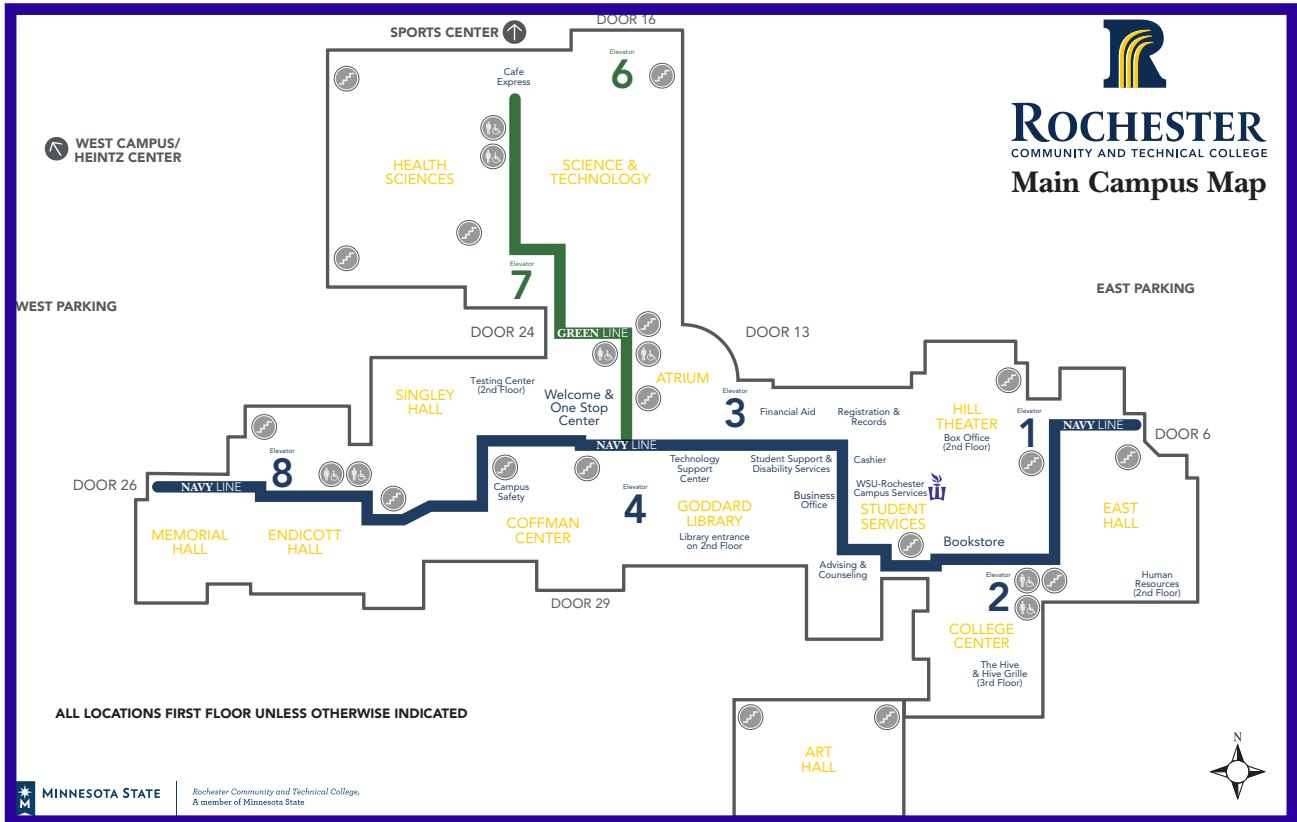 DOOR 16
SPORTS CENTER
Elevator
6
Cafe
Express
R
ROCHESTER
COMMUNITY AND TECHNICAL COLLEGE
Main Campus Map
WEST CAMPUS/
HEINTZ CENTER
HEALTH
SCIENCES
SCIENCE &
TECHNOLOGY
Elevator
7
EAST PARKING
WEST PARKING
DOOR 24
GREEN LINE
DOOR 13
ATRIUM
SINGLEY
HALL
Testing Center
(2nd Floor)
Welcome &
One Stop
Center
Elevator
3
Financial Aid
Registration &
Records
HILL
THEATER
Box Office
(2nd Floor)
Elevator
1
NAVY LINE
DOOR 6
Elevator
8
NAVY LINE
Technology
Support
Center
Student Support &
Disability Services
Cashier
DOOR 26
NAVY LINE
Campus
Safety
Elevator
4
GODDARD
LIBRARY
Library entrance
on 2nd Floor
Business
Office
WSU-Rochester
Campus Services
W
STUDENT
SERVICES
EAST
HALL
MEMORIAL
HALL
ENDICOTT
HALL
COFFMAN
CENTER
Bookstore
Advising &
Counseling
Elevator
2
Human
Resources
(2nd Floor)
DOOR 29
COLLEGE
CENTER
The Hive
& Hive Grille
(3rd Floor)
ALL LOCATIONS FIRST FLOOR UNLESS OTHERWISE INDICATED
ART
HALL
N
M
MINNESOTA STATE
Rochester Community and Technical College,
A member of Minnesota State